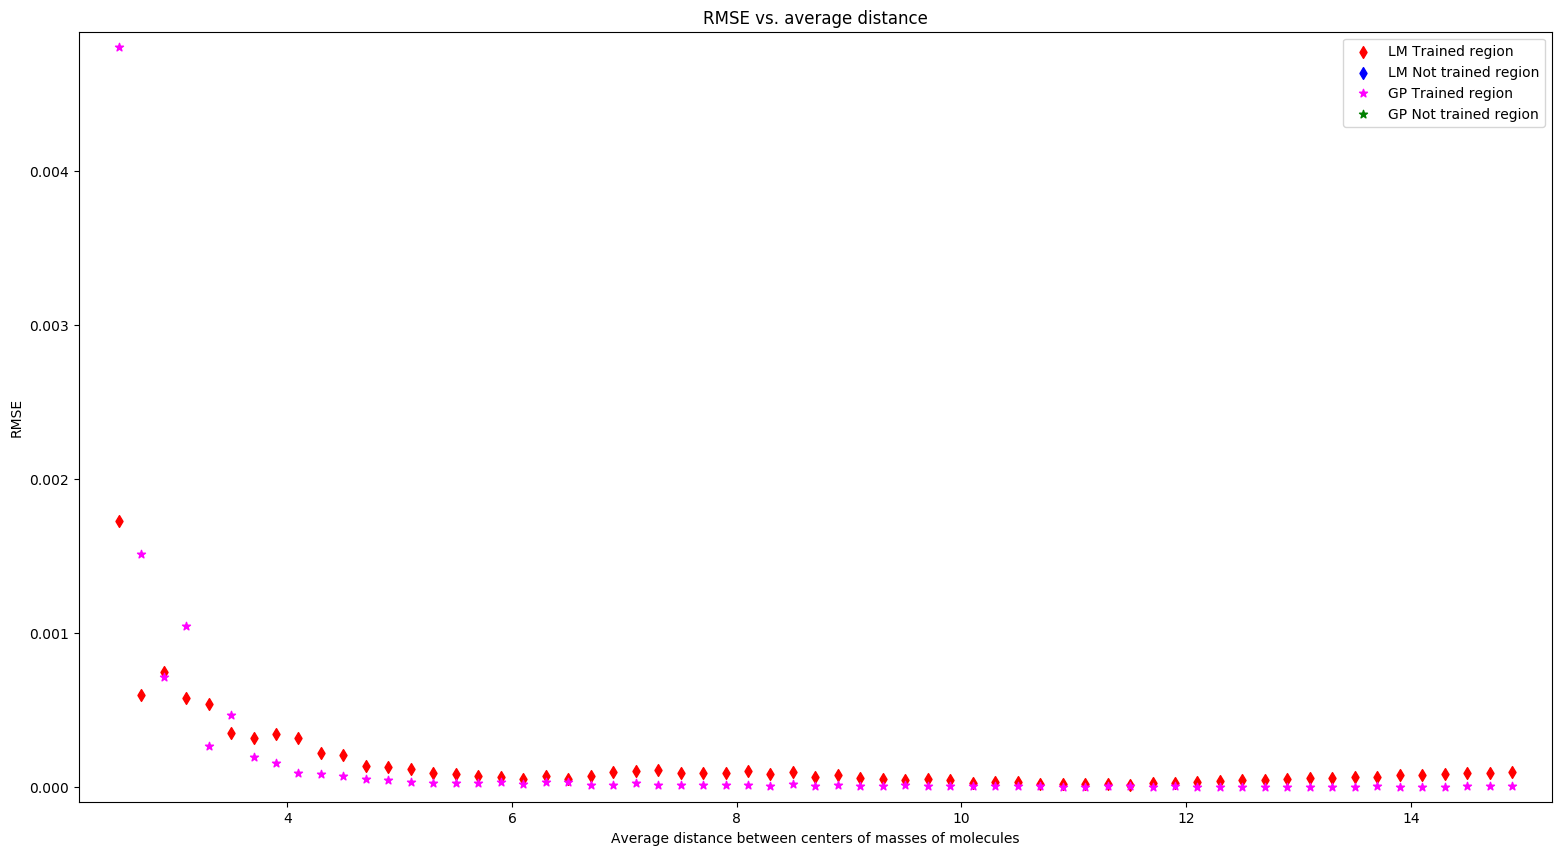 RMSE vs. average distance
LM Trained region
LM Not trained region
GP Trained region
GP Not trained region
0.004
0.003
0.002
0.001
0.000
RMSE
4 6 8 10 12 14
Average distance between centers of masses of molecules